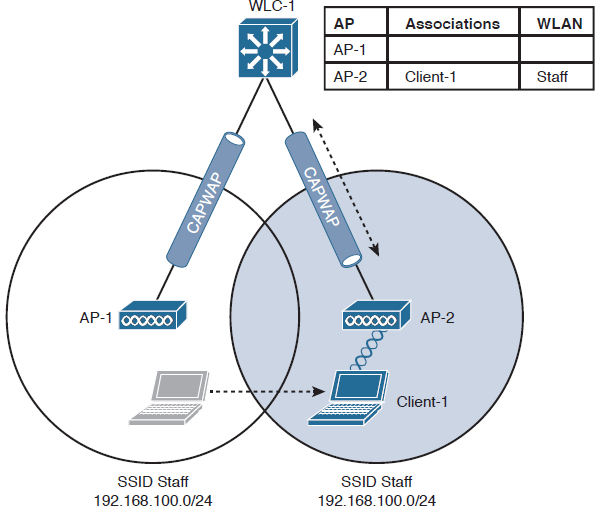 WLC-1
AP Associations WLAN
AP-1
AP-2 Client-1 Staff
CAPWAP
CAPWAP
AP-1
AP-2
Client-1
SSID Staff
192.168.100.0/24
SSID Staff
192.168.100.0/24